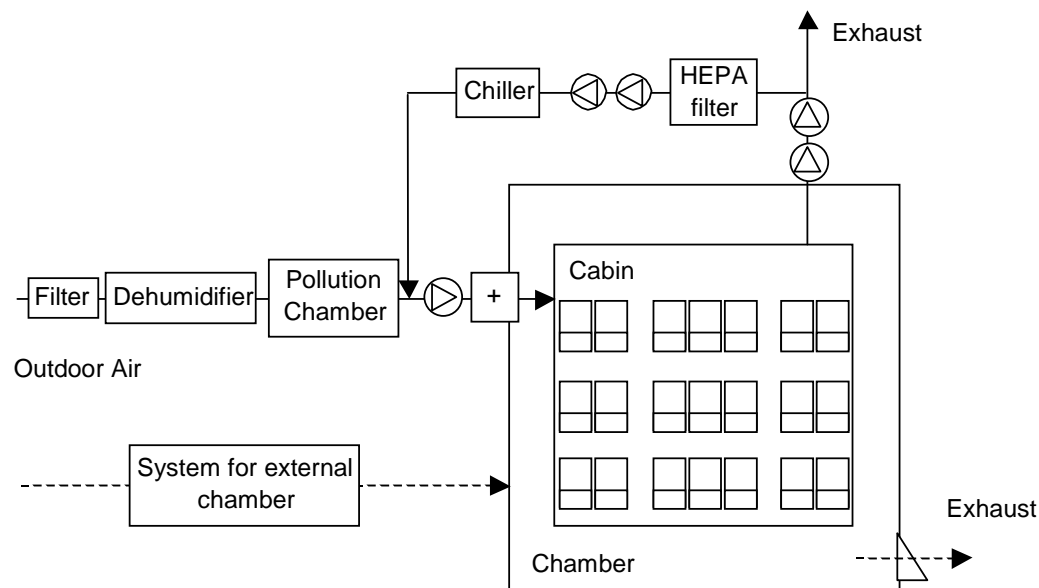 Exhaust
HEPA
filter
Chiller
Cabin
Pollution
Chamber
Filter
Dehumidifier
+
Outdoor Air
System for external
chamber
Exhaust
Chamber